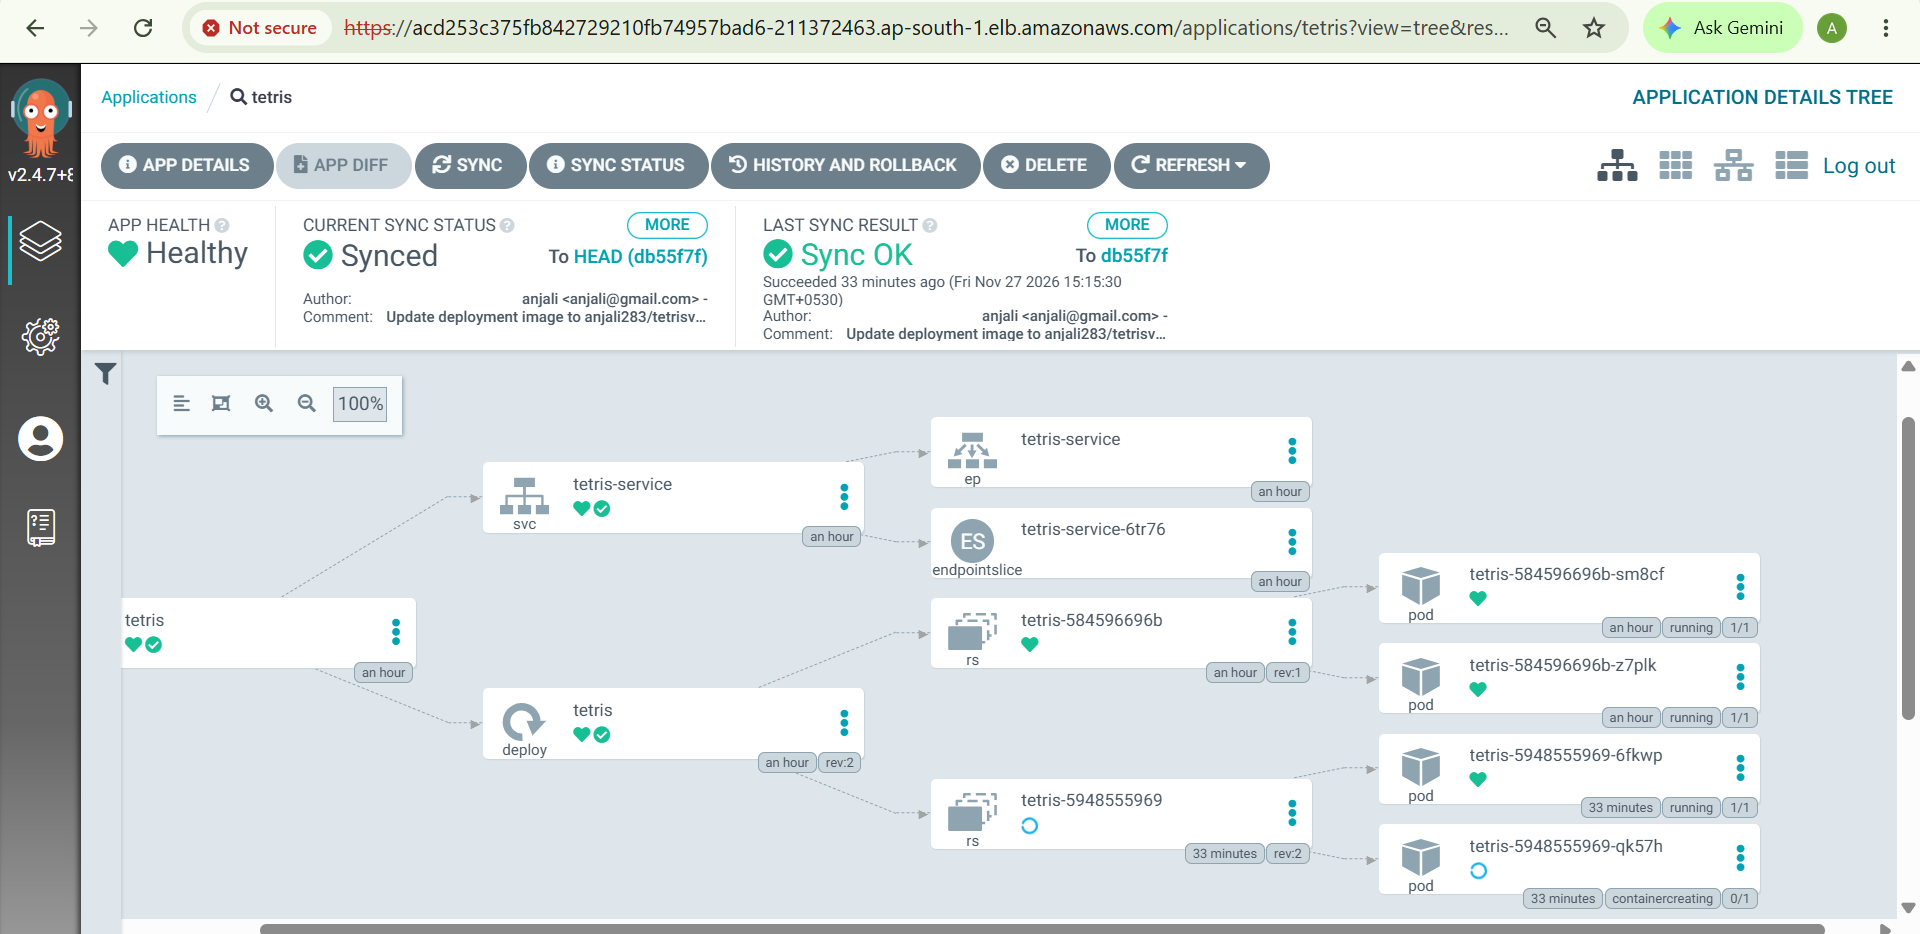 Not secure
https://acd253c375fb842729210fb74957bad6-211372463.ap-south-1.elb.amazonaws.com/applications/tetris?view=tree&res...
Ask Gemini
A
v2.4.7+8
Applications / tetris
APPLICATION DETAILS TREE
APP DETAILS
APP DIFF
SYNC
SYNC STATUS
HISTORY AND ROLLBACK
DELETE
REFRESH
Log out
APP HEALTH
Healthy
CURRENT SYNC STATUS
MORE
Synced
To HEAD (db55f7f)
Author: anjali <anjali@gmail.com> -
Comment: Update deployment image to anjali283/tetrisv...
LAST SYNC RESULT
MORE
Sync OK
To db55f7f
Succeeded 33 minutes ago (Fri Nov 27 2026 15:15:30
GMT+0530)
Author: anjali <anjali@gmail.com> -
Comment: Update deployment image to anjali283/tetrisv...
100%
tetris
an hour
tetris-service
svc
an hour
tetris
deploy
an hour rev:2
tetris-service
ep
an hour
ES
tetris-service-6tr76
endpointslice
an hour
tetris-584596696b
rs
an hour rev:1
tetris-5948555969
rs
33 minutes rev:2
tetris-584596696b-sm8cf
pod
an hour running 1/1
tetris-584596696b-z7plk
pod
an hour running 1/1
tetris-5948555969-6fkwp
pod
33 minutes running 1/1
tetris-5948555969-qk57h
pod
33 minutes containercreating 0/1